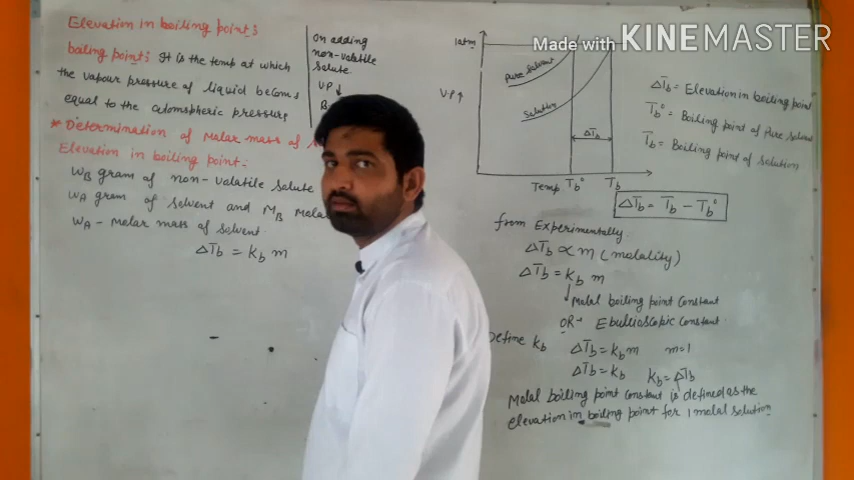 Elevation in boiling point:
boiling point: It is the temp at which
the vapour pressure of liquid becomes
equal to the atomspheric pressure
on adding
non-volatile
solute.
VP↓
B
* Determination of Molar mass of
Elevation in boiling point:
WB gram of non-volatile solute
WA gram of solvent and MB Mola
WA - Molar mass of solvent
ΔTb = Kb m
Made with KINEMASTER
1atm
V.P↑
Pure solvent
Solution
ΔTb
Temp Tb° Tb
ΔTb = Elevation in boiling point
Tb° = Boiling point of Pure solven
Tb = Boiling point of solution
ΔTb = Tb - Tb°
from Experimentally.
ΔTb ∝ m (molality)
ΔTb = Kb m
↓ Molal boiling point Constant
OR→ Ebullioscopic constant
Define Kb
ΔTb = Kb m m=1
ΔTb = Kb Kb = ΔTb
Molal boiling point constant is defined as the
elevation in boiling point for 1 molal solution